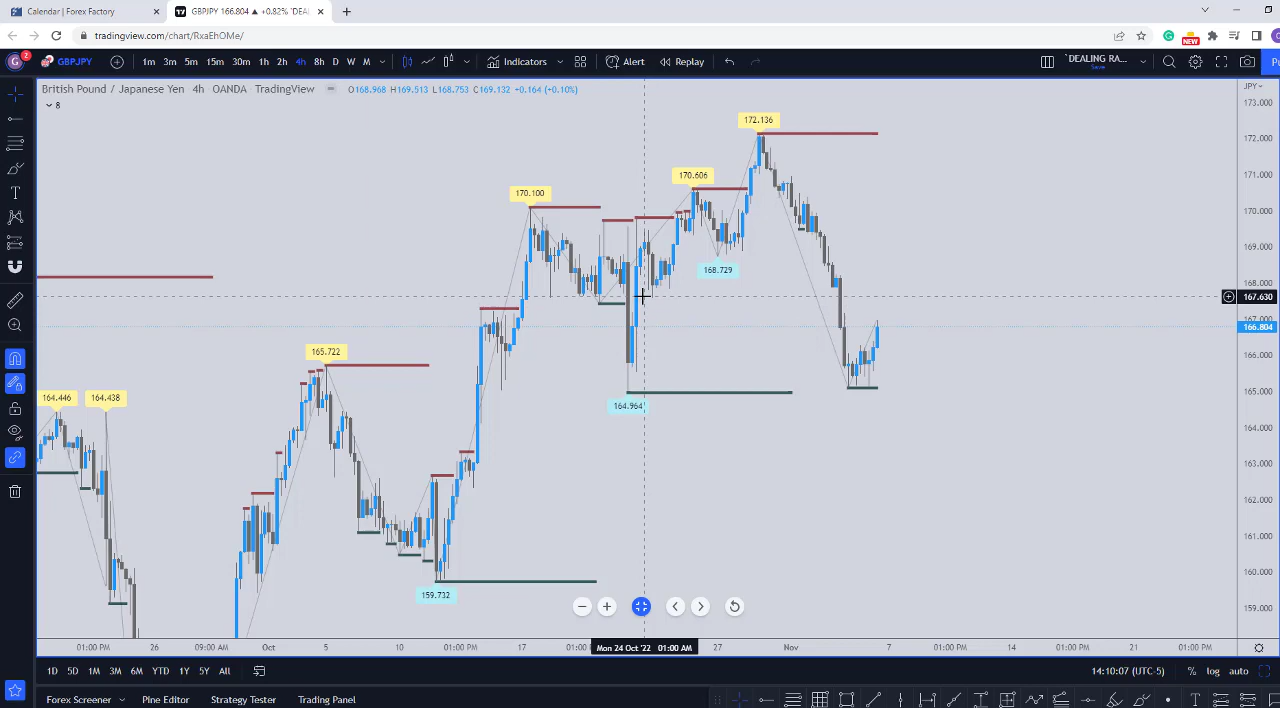 Calendar | Forex Factory
GBPJPY 166.804 ▲ +0.82% 'DEAL
tradingview.com/chart/RxaEhOMe/
NEW
G 2
GBPJPY
1m 3m 5m 15m 30m 1h 2h 4h 8h D W M
Indicators
Alert
Replay
`DEALING RA...
Save
British Pound / Japanese Yen 4h OANDA TradingView
O168.968 H169.513 L168.753 C169.132 +0.164 (+0.10%)
8
JPY
173.000
172.000
171.000
170.000
169.000
168.000
167.630
167.000
166.804
166.000
165.000
164.000
163.000
162.000
161.000
160.000
159.000
172.136
170.606
170.100
168.729
165.722
164.964
164.446
164.438
159.732
01:00 PM 26 09:00 AM Oct 5 10 01:00 PM 17 Mon 24 Oct '22 01:00 AM 27 Nov 7 01:00 PM 14 01:00 PM 21 01:00 PM
1D 5D 1M 3M 6M YTD 1Y 5Y All
14:10:07 (UTC-5) % log auto
Forex Screener Pine Editor Strategy Tester Trading Panel